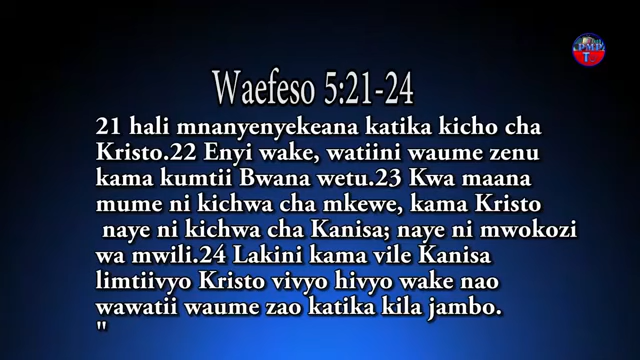 Waefeso 5:21-24
21 hali mnanyenyekeana katika kicho cha
Kristo.22 Enyi wake, watiini waume zenu
kama kumtii Bwana wetu.23 Kwa maana
mume ni kichwa cha mkewe, kama Kristo
naye ni kichwa cha Kanisa; naye ni mwokozi
wa mwili.24 Lakini kama vile Kanisa
limtiivyo Kristo vivyo hivyo wake nao
wawatii waume zao katika kila jambo.
"